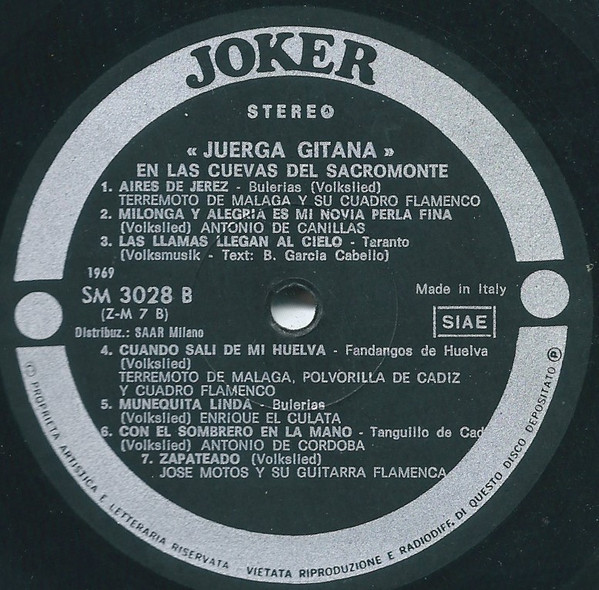 JOKER
STEREO
« JUERGA GITANA »
EN LAS CUEVAS DEL SACROMONTE
1. AIRES DE JEREZ - Bulerias (Volkslied)
TERREMOTO DE MALAGA Y SU CUADRO FLAMENCO
2. MILONGA Y ALEGRIA ES MI NOVIA PERLA FINA
(Volkslied) ANTONIO DE CANILLAS
3. LAS LLAMAS LLEGAN AL CIELO - Taranto
(Volksmusik - Text: B. Garcia Cabello)
1969
SM 3028 B
(Z-M 7 B)
Distribuz.: SAAR Milano
Made in Italy
SIAE
4. CUANDO SALI DE MI HUELVA - Fandangos de Huelva
(Volkslied)
TERREMOTO DE MALAGA, POLVORILLA DE CADIZ
Y CUADRO FLAMENCO
5. MUNEQUITA LINDA - Bulerias
(Volkslied) ENRIQUE EL CULATA
6. CON EL SOMBRERO EN LA MANO - Tanguillo de Cad
(Volkslied) ANTONIO DE CORDOBA
7. ZAPATEADO (Volkslied)
JOSE MOTOS Y SU GUITARRA FLAMENCA
Ⓒ PROPRIETA ARTISTICA E LETTERARIA RISERVATA - VIETATA RIPRODUZIONE E RADIODIFF. DI QUESTO DISCO DEPOSITATO Ⓟ